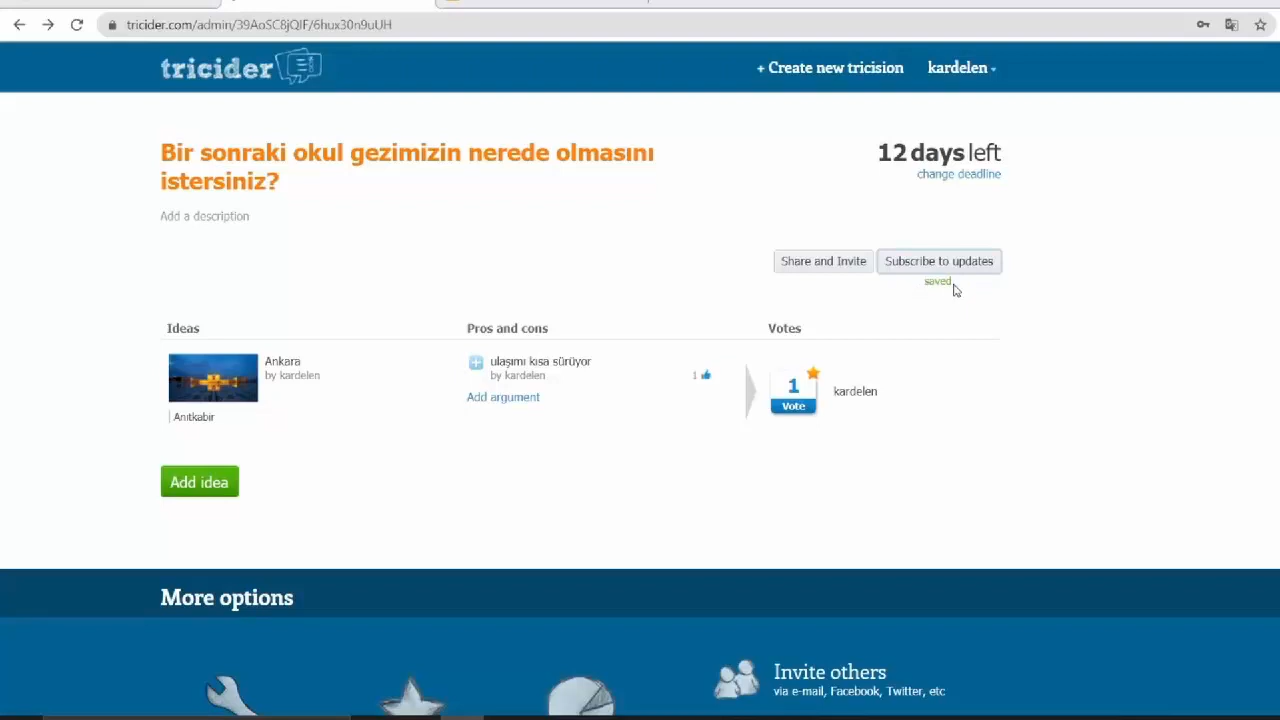 tricider.com/admin/39AoSC8jQIF/6hux30n9uUH
tricider
+ Create new tricision
kardelen
Bir sonraki okul gezimizin nerede olmasını
istersiniz?
12 days left
change deadline
Add a description
Share and Invite
Subscribe to updates
saved
Ideas
Pros and cons
Votes
Ankara
by kardelen
Anıtkabir
ulaşımı kısa sürüyor
by kardelen
1
Add argument
1
Vote
kardelen
Add idea
More options
Invite others
via e-mail, Facebook, Twitter, etc